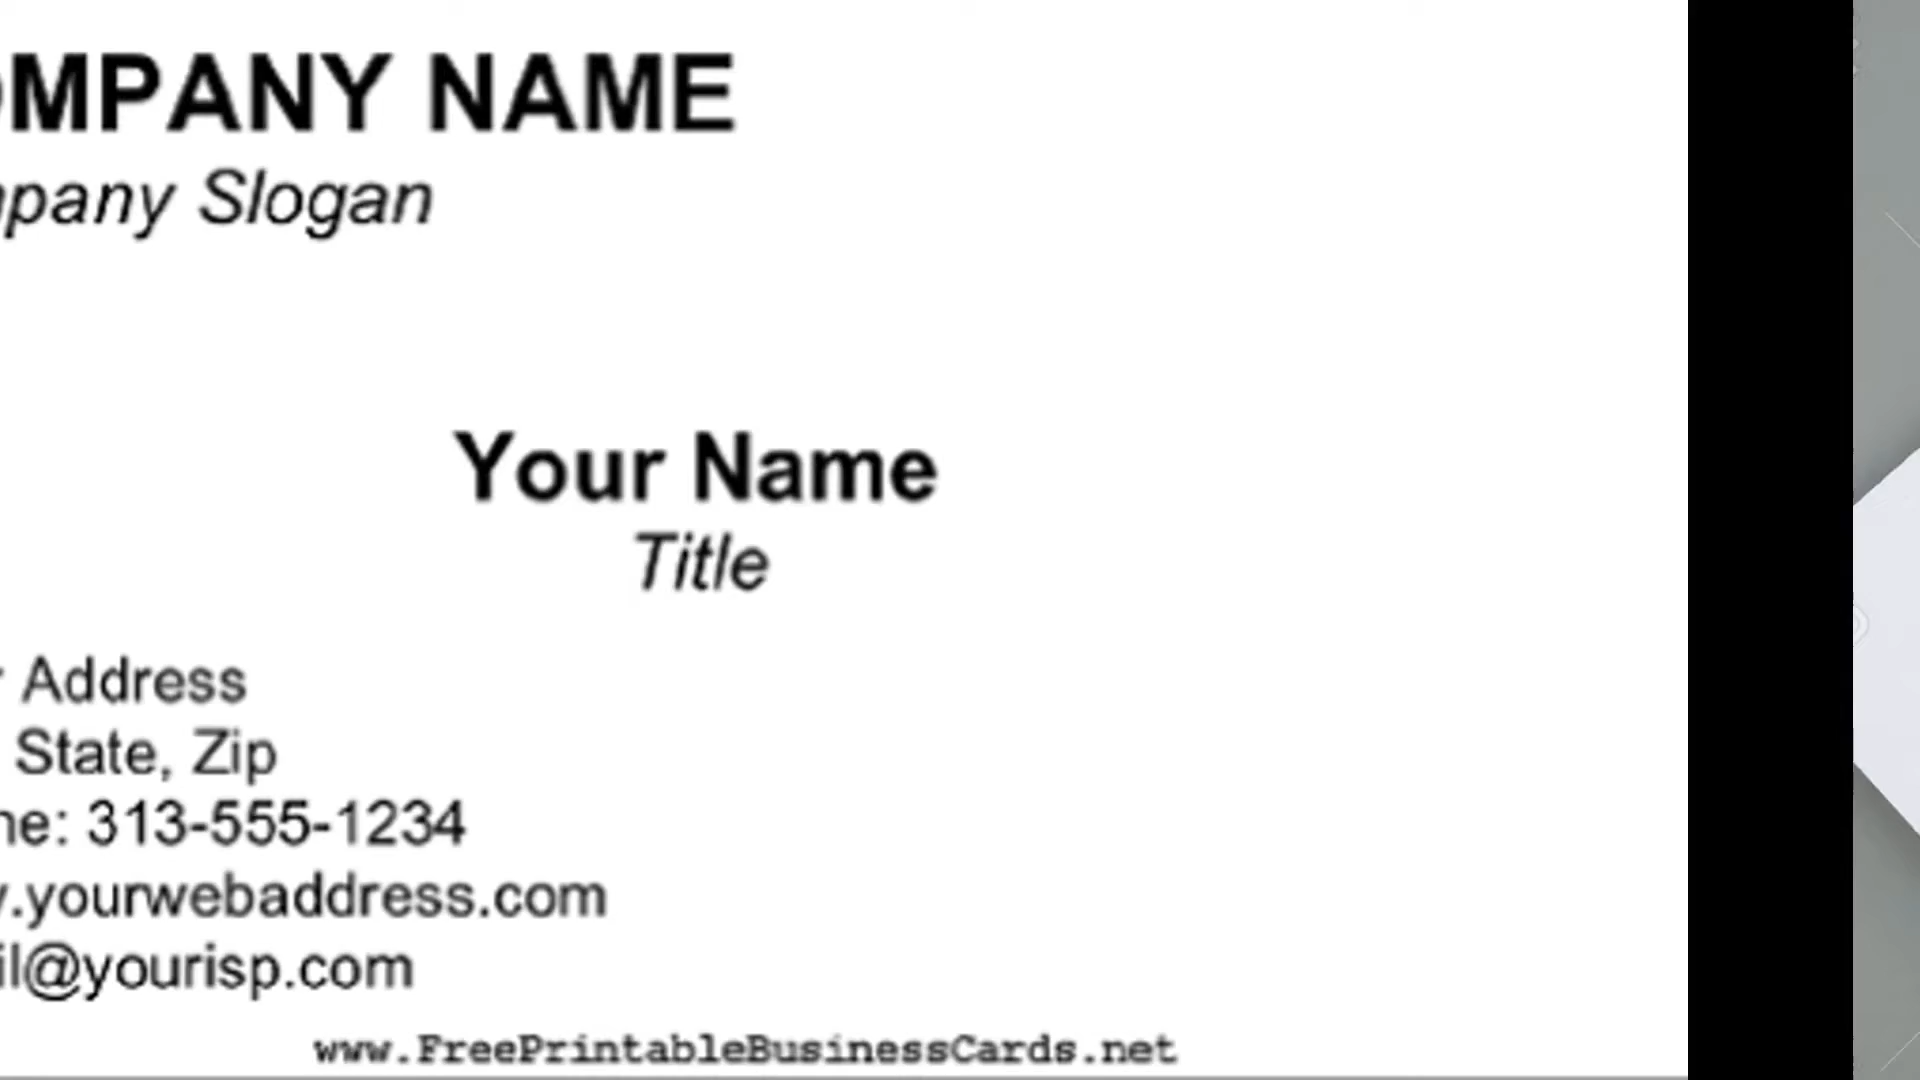 OMPANY NAME
mpany Slogan
Your Name
Title
r Address
State, Zip
ne: 313-555-1234
.yourwebaddress.com
il@yourisp.com
www.FreePrintableBusinessCards.net